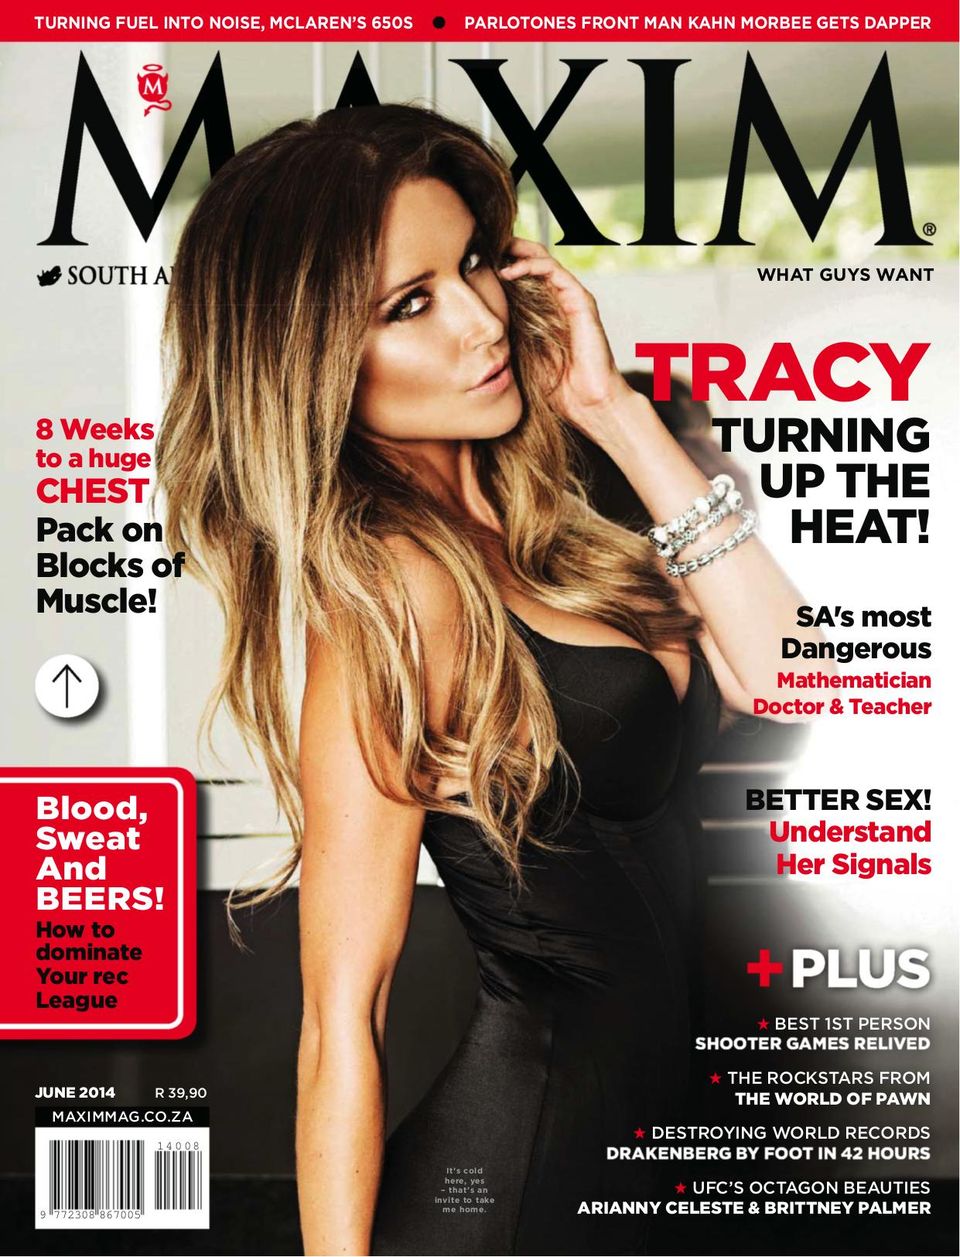 TURNING FUEL INTO NOISE, MCLAREN'S 650S ● PARLOTONES FRONT MAN KAHN MORBEE GETS DAPPER
MAXIM®
M
SOUTH A
WHAT GUYS WANT
TRACY
TURNING
UP THE
HEAT!
8 Weeks
to a huge
CHEST
Pack on
Blocks of
Muscle!
SA's most
Dangerous
Mathematician
Doctor & Teacher
Blood,
Sweat
And
BEERS!
How to
dominate
Your rec
League
BETTER SEX!
Understand
Her Signals
+PLUS
★ BEST 1ST PERSON
SHOOTER GAMES RELIVED
★ THE ROCKSTARS FROM
THE WORLD OF PAWN
★ DESTROYING WORLD RECORDS
DRAKENBERG BY FOOT IN 42 HOURS
★ UFC'S OCTAGON BEAUTIES
ARIANNY CELESTE & BRITTNEY PALMER
JUNE 2014 R 39,90
MAXIMMAG.CO.ZA
14008
9 772308 867005
It's cold
here, yes
– that's an
invite to take
me home.